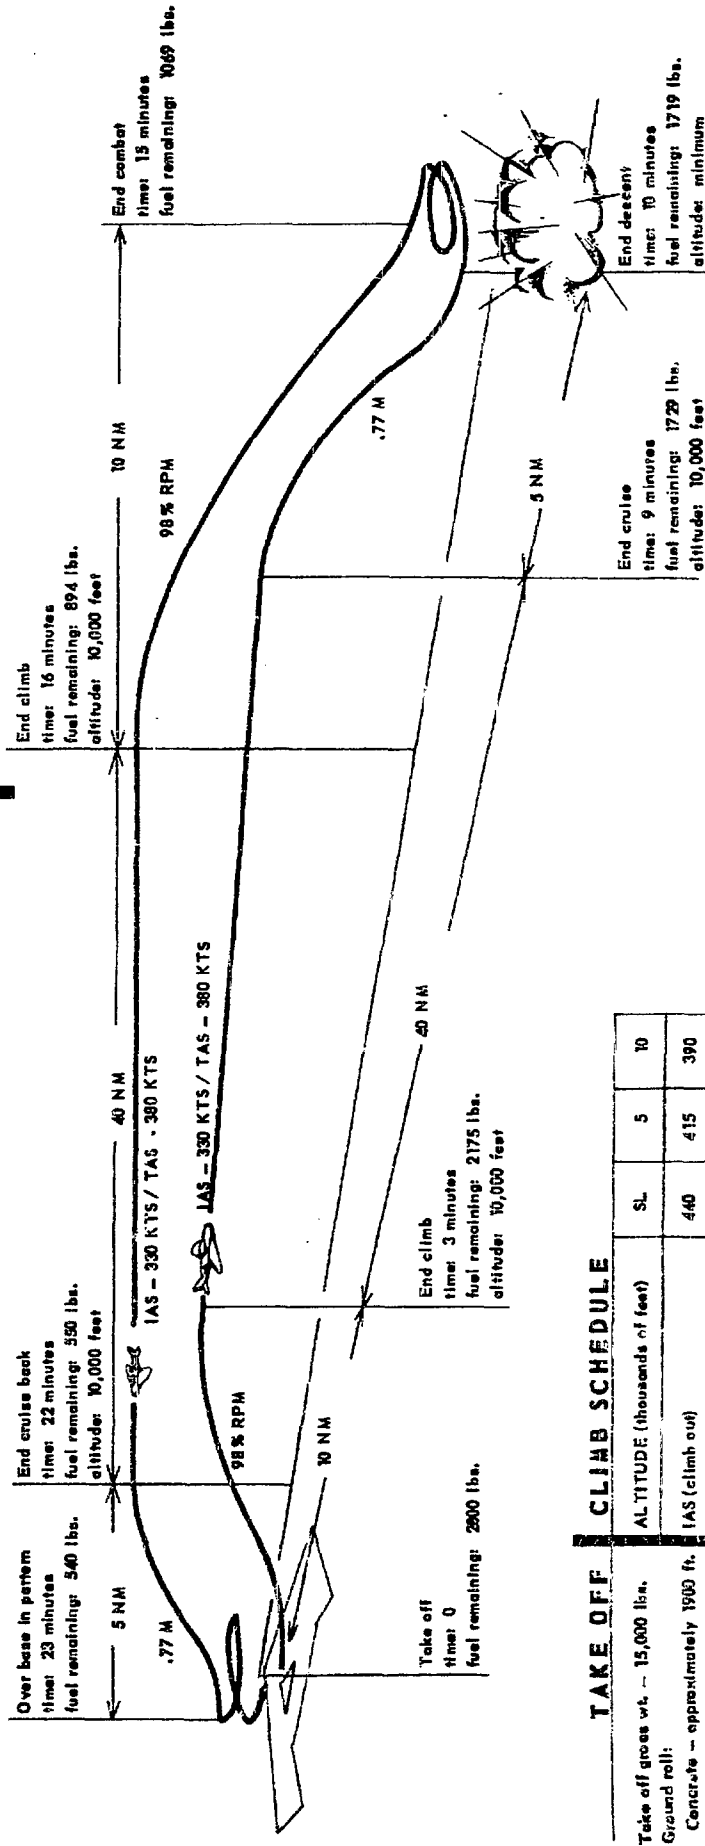 Over base in pattern
time: 23 minutes
fuel remaining: 540 lbs.
End cruise back
time: 22 minutes
fuel remaining: 550 lbs.
altitude: 10,000 feet
End climb
time: 16 minutes
fuel remaining: 894 lbs.
altitude: 10,000 feet
End combat
time: 15 minutes
fuel remaining: 1069 lbs.
5 NM
40 NM
10 NM
.77 M
IAS – 330 KTS / TAS - 380 KTS
98% RPM
98% RPM
IAS – 330 KTS / TAS – 380 KTS
.77 M
10 NM
40 NM
5 NM
Take off
time: 0
fuel remaining: 2800 lbs.
End climb
time: 3 minutes
fuel remaining: 2175 lbs.
altitude: 10,000 feet
End cruise
time: 9 minutes
fuel remaining: 1729 lbs.
altitude: 10,000 feet
End descent
time: 10 minutes
fuel remaining: 1719 lbs.
altitude: minimum
TAKE OFF
Take off gross wt. – 15,000 lbs.
Ground roll:
Concrete – approximately 1900 ft.
CLIMB SCHEDULE
ALTITUDE (thousands of feet) SL 5 10
IAS (climb out) 440 415 390